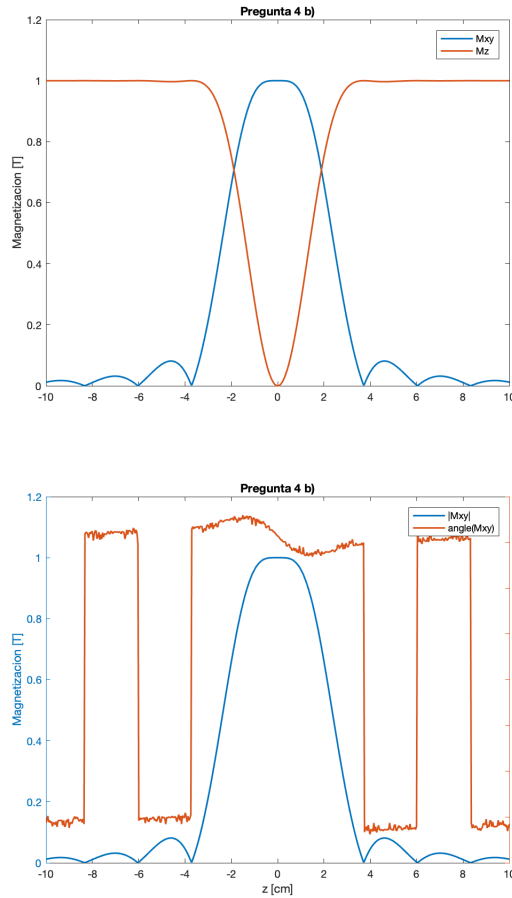 Pregunta 4 b)
Mxy
Mz
Magnetizacion [T]
1.2
1
0.8
0.6
0.4
0.2
0
-10 -8 -6 -4 -2 0 2 4 6 8 10
Pregunta 4 b)
|Mxy|
angle(Mxy)
Magnetizacion [T]
1.2
1
0.8
0.6
0.4
0.2
0
-10 -8 -6 -4 -2 0 2 4 6 8 10
z [cm]